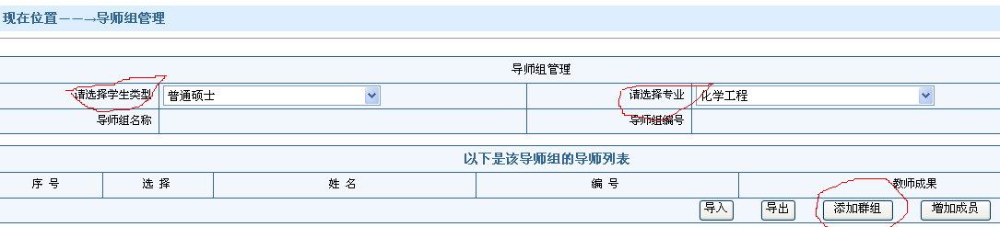 现在位置——→导师组管理
导师组管理
请选择学生类型 普通硕士 请选择专业 化学工程
导师组名称 导师组编号
以下是该导师组的导师列表
序 号 选 择 姓 名 编 号 教师成果
导入 导出 添加群组 增加成员